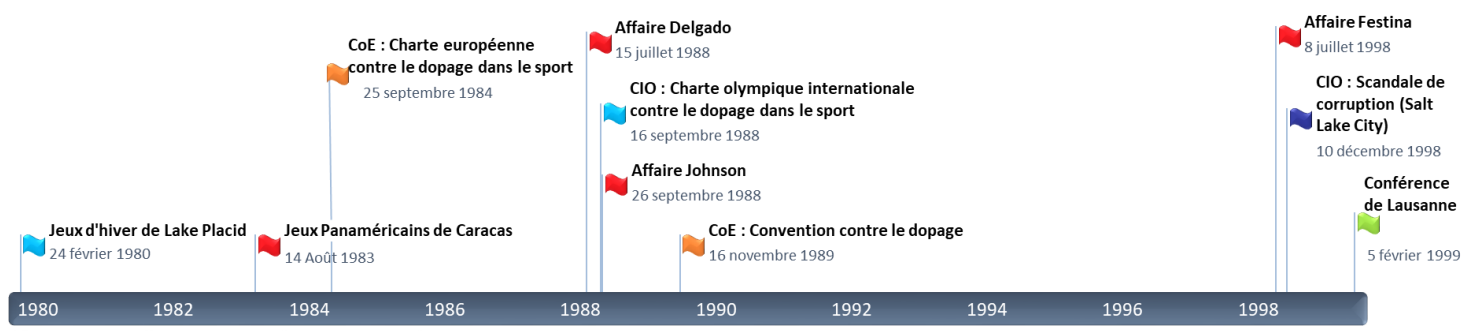 Affaire Festina
8 juillet 1998
Affaire Delgado
15 juillet 1988
CoE : Charte européenne
contre le dopage dans le sport
25 septembre 1984
CIO : Charte olympique internationale
contre le dopage dans le sport
16 septembre 1988
CIO : Scandale de
corruption (Salt
Lake City)
10 décembre 1998
Affaire Johnson
26 septembre 1988
Conférence
de Lausanne
5 février 1999
Jeux d'hiver de Lake Placid
24 février 1980
Jeux Panaméricains de Caracas
14 Août 1983
CoE : Convention contre le dopage
16 novembre 1989
1980 1982 1984 1986 1988 1990 1992 1994 1996 1998